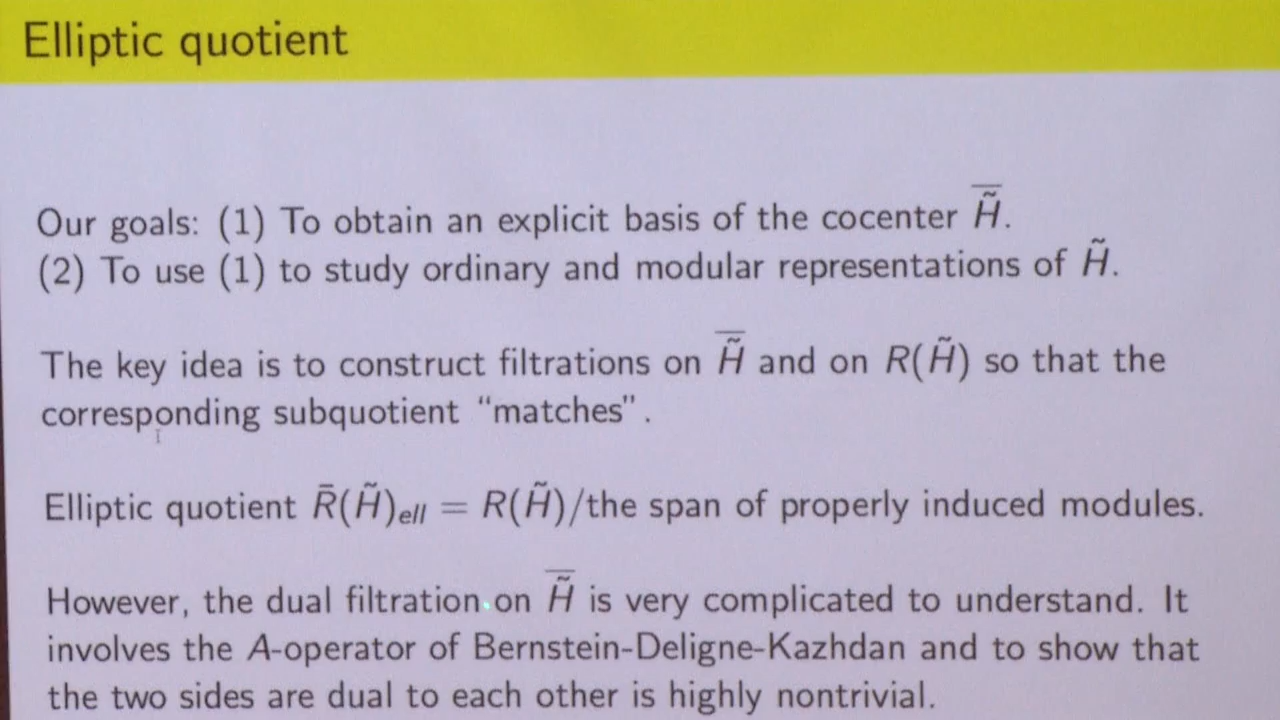 Elliptic quotient
Our goals: (1) To obtain an explicit basis of the cocenter $\overline{\tilde{H}}$.
(2) To use (1) to study ordinary and modular representations of $\tilde{H}$.
The key idea is to construct filtrations on $\overline{\tilde{H}}$ and on $R(\tilde{H})$ so that the
corresponding subquotient “matches”.
Elliptic quotient $\bar{R}(\tilde{H})_{ell} = R(\tilde{H})/$the span of properly induced modules.
However, the dual filtration on $\overline{\tilde{H}}$ is very complicated to understand. It
involves the $A$-operator of Bernstein-Deligne-Kazhdan and to show that
the two sides are dual to each other is highly nontrivial.